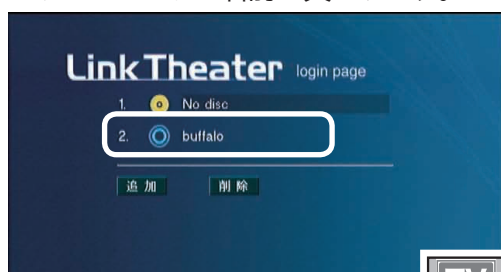 LinkTheater login page
1. No disc
2. buffalo
追加 削除